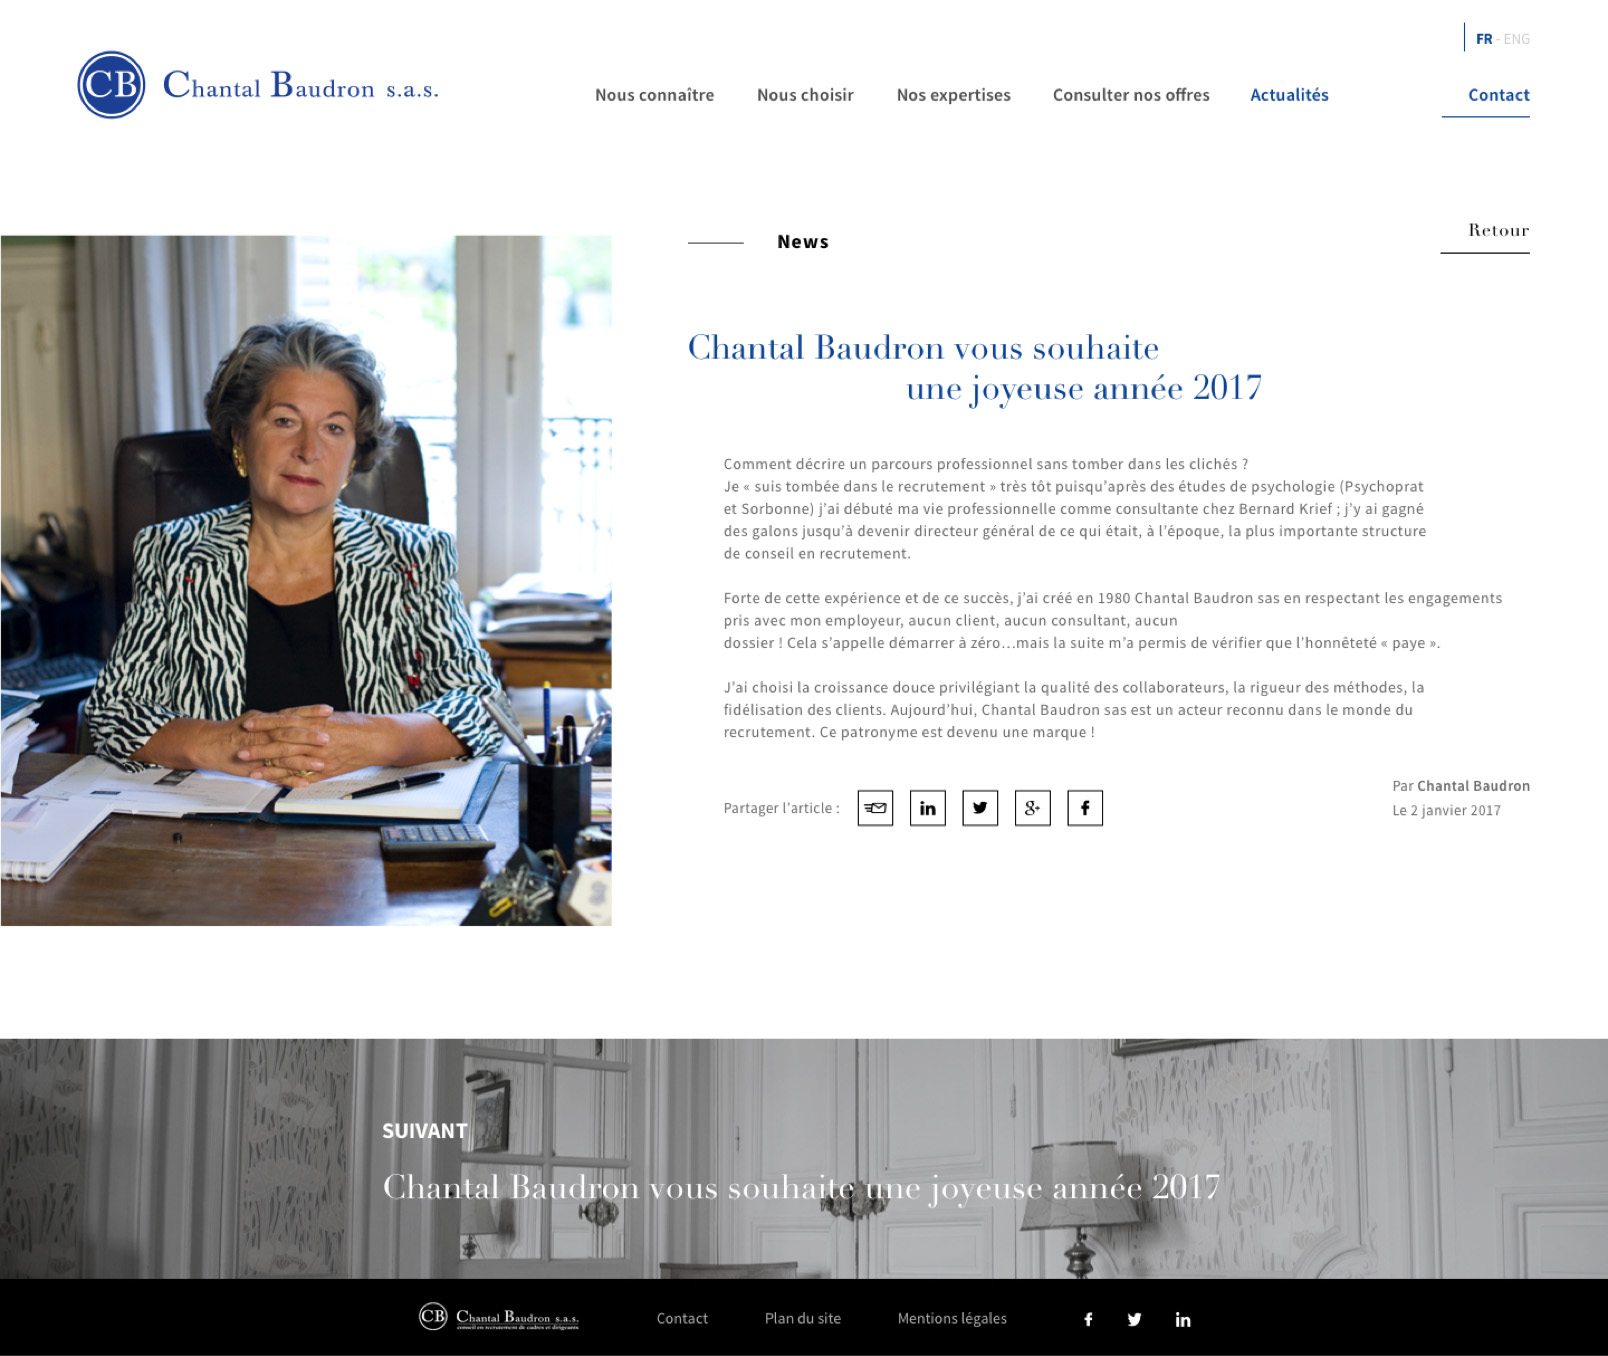 FR - ENG
CB Chantal Baudron s.a.s.
Nous connaître Nous choisir Nos expertises Consulter nos offres Actualités Contact
News
Retour
Chantal Baudron vous souhaite
une joyeuse année 2017
Comment décrire un parcours professionnel sans tomber dans les clichés ?
Je « suis tombée dans le recrutement » très tôt puisqu’après des études de psychologie (Psychoprat
et Sorbonne) j’ai débuté ma vie professionnelle comme consultante chez Bernard Krief ; j’y ai gagné
des galons jusqu’à devenir directeur général de ce qui était, à l’époque, la plus importante structure
de conseil en recrutement.
Forte de cette expérience et de ce succès, j’ai créé en 1980 Chantal Baudron sas en respectant les engagements
pris avec mon employeur, aucun client, aucun consultant, aucun
dossier ! Cela s’appelle démarrer à zéro…mais la suite m’a permis de vérifier que l’honnêteté « paye ».
J’ai choisi la croissance douce privilégiant la qualité des collaborateurs, la rigueur des méthodes, la
fidélisation des clients. Aujourd’hui, Chantal Baudron sas est un acteur reconnu dans le monde du
recrutement. Ce patronyme est devenu une marque !
Par Chantal Baudron
Partager l’article :
Le 2 janvier 2017
SUIVANT
Chantal Baudron vous souhaite une joyeuse année 2017
CB Chantal Baudron s.a.s.
conseil en recrutement de cadres et dirigeants
Contact Plan du site Mentions légales